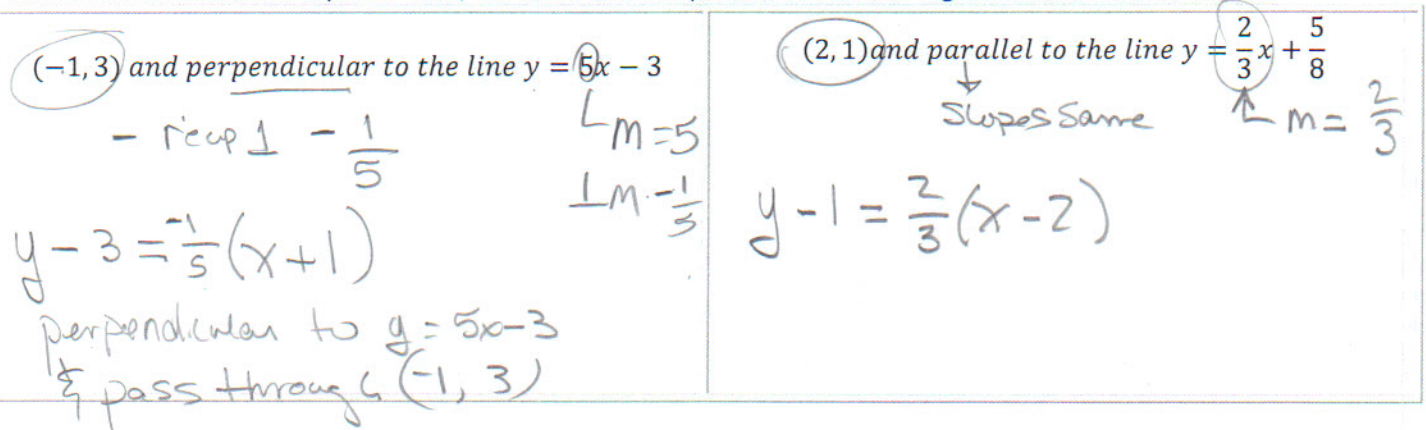 (−1, 3) and perpendicular to the line y = 5x − 3
- recip 1 - 1/5
m = 5
⊥ m - 1/5
y - 3 = -1/5 (x + 1)
perpendicular to y = 5x - 3
& pass through (-1, 3)
(2, 1) and parallel to the line y = 2/3 x + 5/8
slopes same
m = 2/3
y - 1 = 2/3 (x - 2)